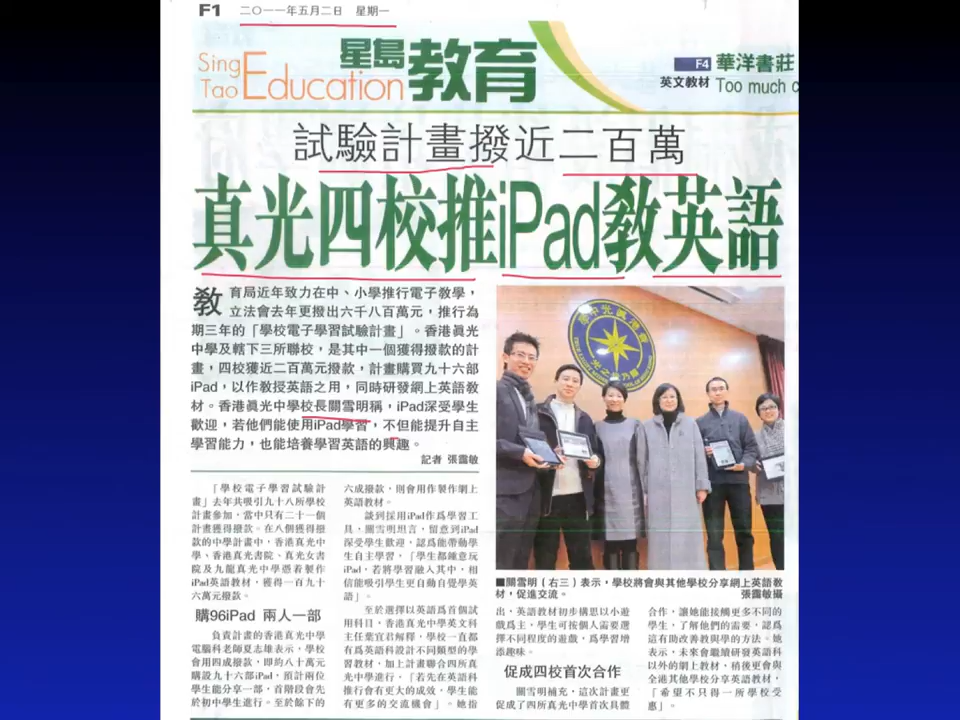 F1 二〇一一年五月二日 星期一
Sing Tao Education 星島教育
F4 華洋書莊
英文教材 Too much c
試驗計畫撥近二百萬
真光四校推iPad教英語
教育局近年致力在中、小學推行電子教學，
立法會去年更撥出六千八百萬元，推行為
期三年的「學校電子學習試驗計畫」。香港眞光
中學及轄下三所聯校，是其中一個獲得撥款的計
畫，四校獲近二百萬元撥款，計畫購買九十六部
iPad，以作教授英語之用，同時研發網上英語教
材。香港眞光中學校長關雪明稱，iPad深受學生
歡迎，若他們能使用iPad學習，不但能提升自主
學習能力，也能培養學習英語的興趣。
記者 張露敏
「學校電子學習試驗計
畫」去年共吸引九十八所學校
計畫參加，當中只有二十一個
計畫獲得撥款。在八個獲得撥
款的中學計畫中，香港真光中
學、香港真光書院、真光女書
院及九龍真光中學憑着製作
iPad英語教材，獲得一百九十
六萬元撥款。
購96iPad 兩人一部
負責計畫的香港真光中學
電腦科老師夏志雄表示，學校
會用四成撥款，即約八十萬元
購設九十六部iPad，預計兩位
學生能分享一部，首階段會先
於初中學生進行。至於餘下的
六成撥款，則會用作製作網上
英語教材。
談到採用iPad作爲學習工
具，關雪明坦言，留意到iPad
深受學生歡迎，認爲能帶動學
生自主學習，「學生都鍾意玩
iPad，若將學習融入其中，相
信能吸引學生更自動自覺學英
語」。
至於選擇以英語爲首個試
用科目，香港真光中學英文科
主任葉宣君解釋，學校一直都
有爲英語科設計不同類型的學
習教材，加上計畫聯合四所真
光中學進行，「若先在英語科
推行會有更大的成效，學生能
有更多的交流機會」。她指
■關雪明（右三）表示，學校將會與其他學校分享網上英語教
材，促進交流。 張露敏攝
出，英語教材初步構思以小遊
戲爲主，學生可按個人需要選
擇不同程度的遊戲，爲學習增
添趣味。
促成四校首次合作
關雪明補充，這次計畫更
促成了四所真光中學首次具體
合作，讓她能接觸更多不同的
學生，了解他們的需要，認爲
這有助改善教與學的方法。她
表示，未來會繼續研發英語科
以外的網上教材，稍後更會與
全港其他學校分享英語教材，
「希望不只得一所學校受
惠」。